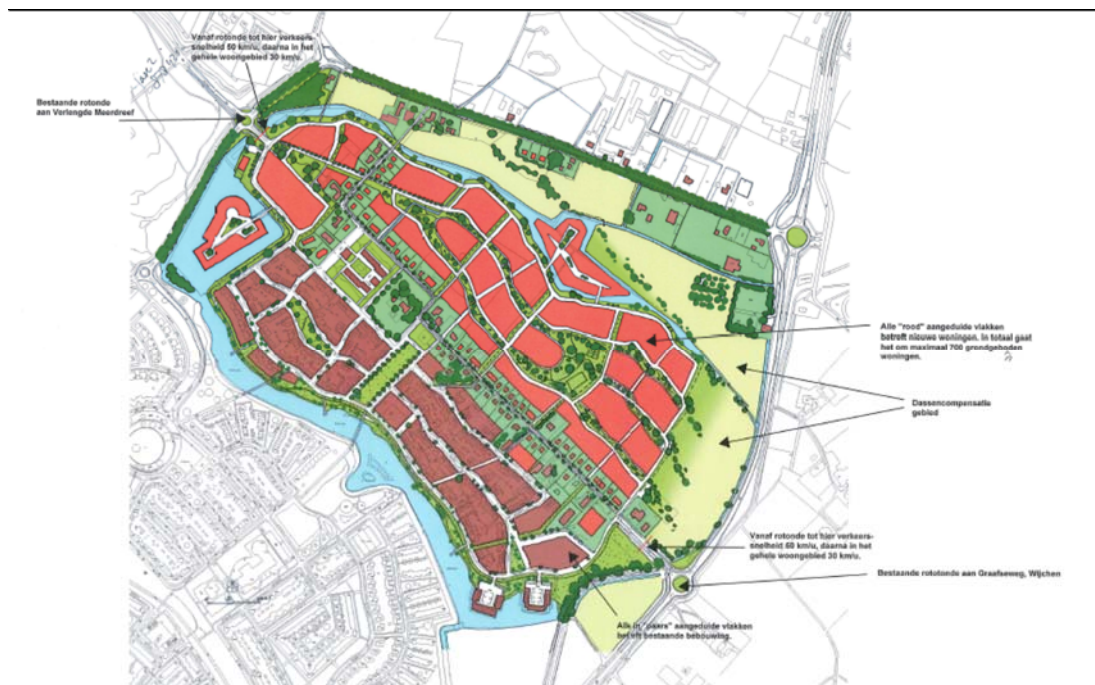 Vanaf rotonde tot hier verkeers-
snelheid 50 km/u, daarna in het
gehele woongebied 30 km/u.
Bestaande rotonde
aan Verlengde Meerdreef
Alle "rood" aangeduide vlakken
betreft nieuwe woningen. In totaal gaat
het om maximaal 700 grondgeboden
woningen.
Dassencompensatie
gebied
Vanaf rotonde tot hier verkeers-
snelheid 50 km/u, daarna in het
gehele woongebied 30 km/u.
Bestaande rototonde aan Graafseweg, Wijchen
Alle in "paars" aangeduide vlakken
betreft bestaande bebouwing.